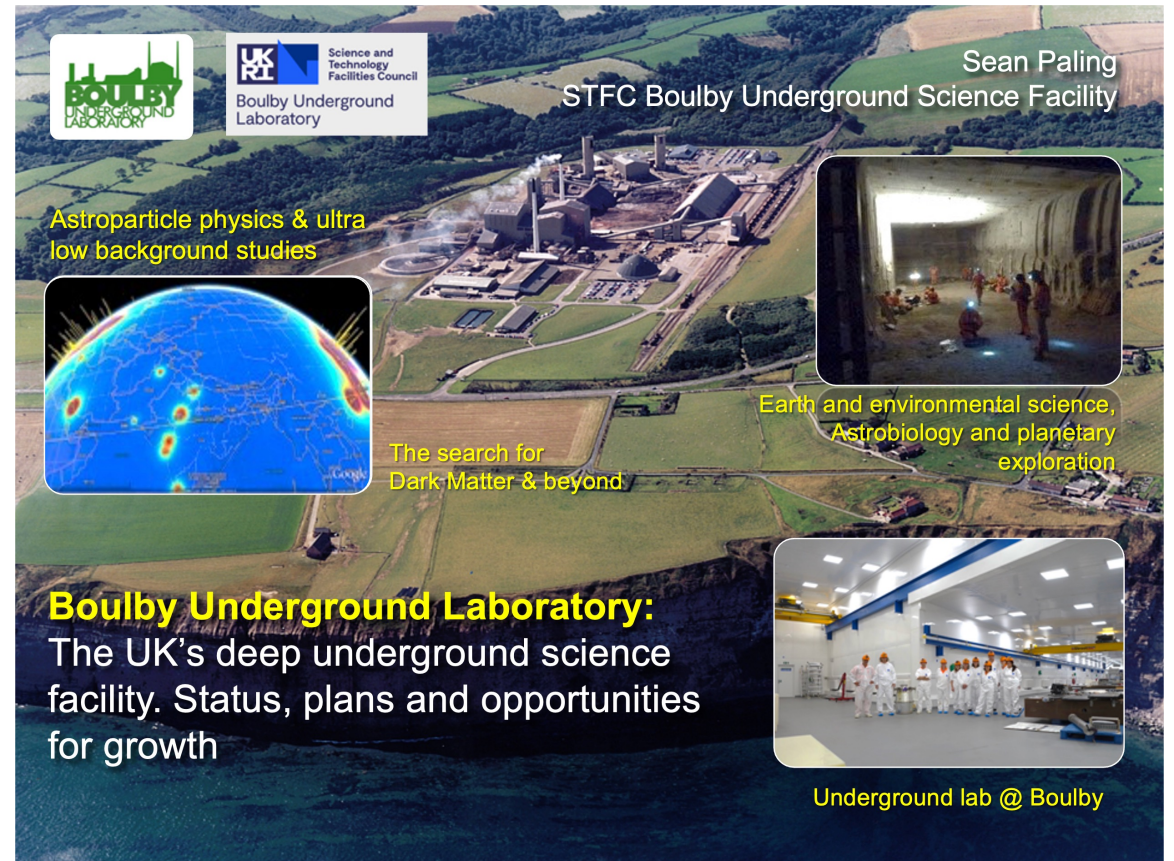 BOULBY
UNDERGROUND
LABORATORY
UK
RI
Science and
Technology
Facilities Council
Boulby Underground
Laboratory
Sean Paling
STFC Boulby Underground Science Facility
Astroparticle physics & ultra
low background studies
Google
The search for
Dark Matter & beyond
Earth and environmental science,
Astrobiology and planetary
exploration
Boulby Underground Laboratory:
The UK’s deep underground science
facility. Status, plans and opportunities
for growth
Underground lab @ Boulby